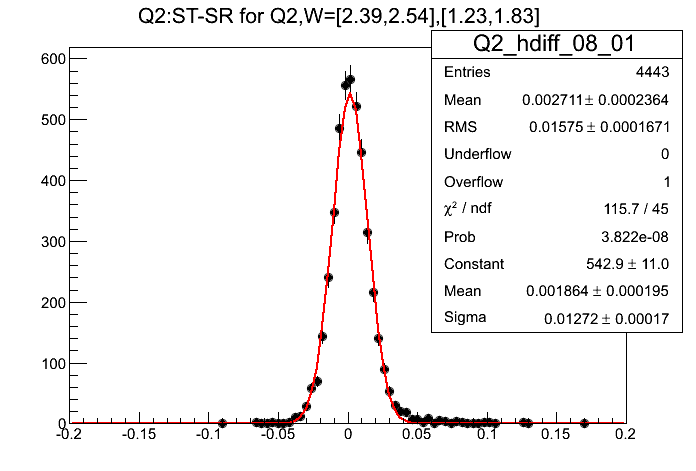 Q2:ST-SR for Q2,W=[2.39,2.54],[1.23,1.83]
Q2_hdiff_08_01
Entries 4443
Mean 0.002711± 0.0002364
RMS 0.01575 ± 0.0001671
Underflow 0
Overflow 1
χ² / ndf 115.7 / 45
Prob 3.822e-08
Constant 542.9 ± 11.0
Mean 0.001864 ± 0.000195
Sigma 0.01272 ± 0.00017
600
500
400
300
200
100
0
-0.2 -0.15 -0.1 -0.05 0 0.05 0.1 0.15 0.2